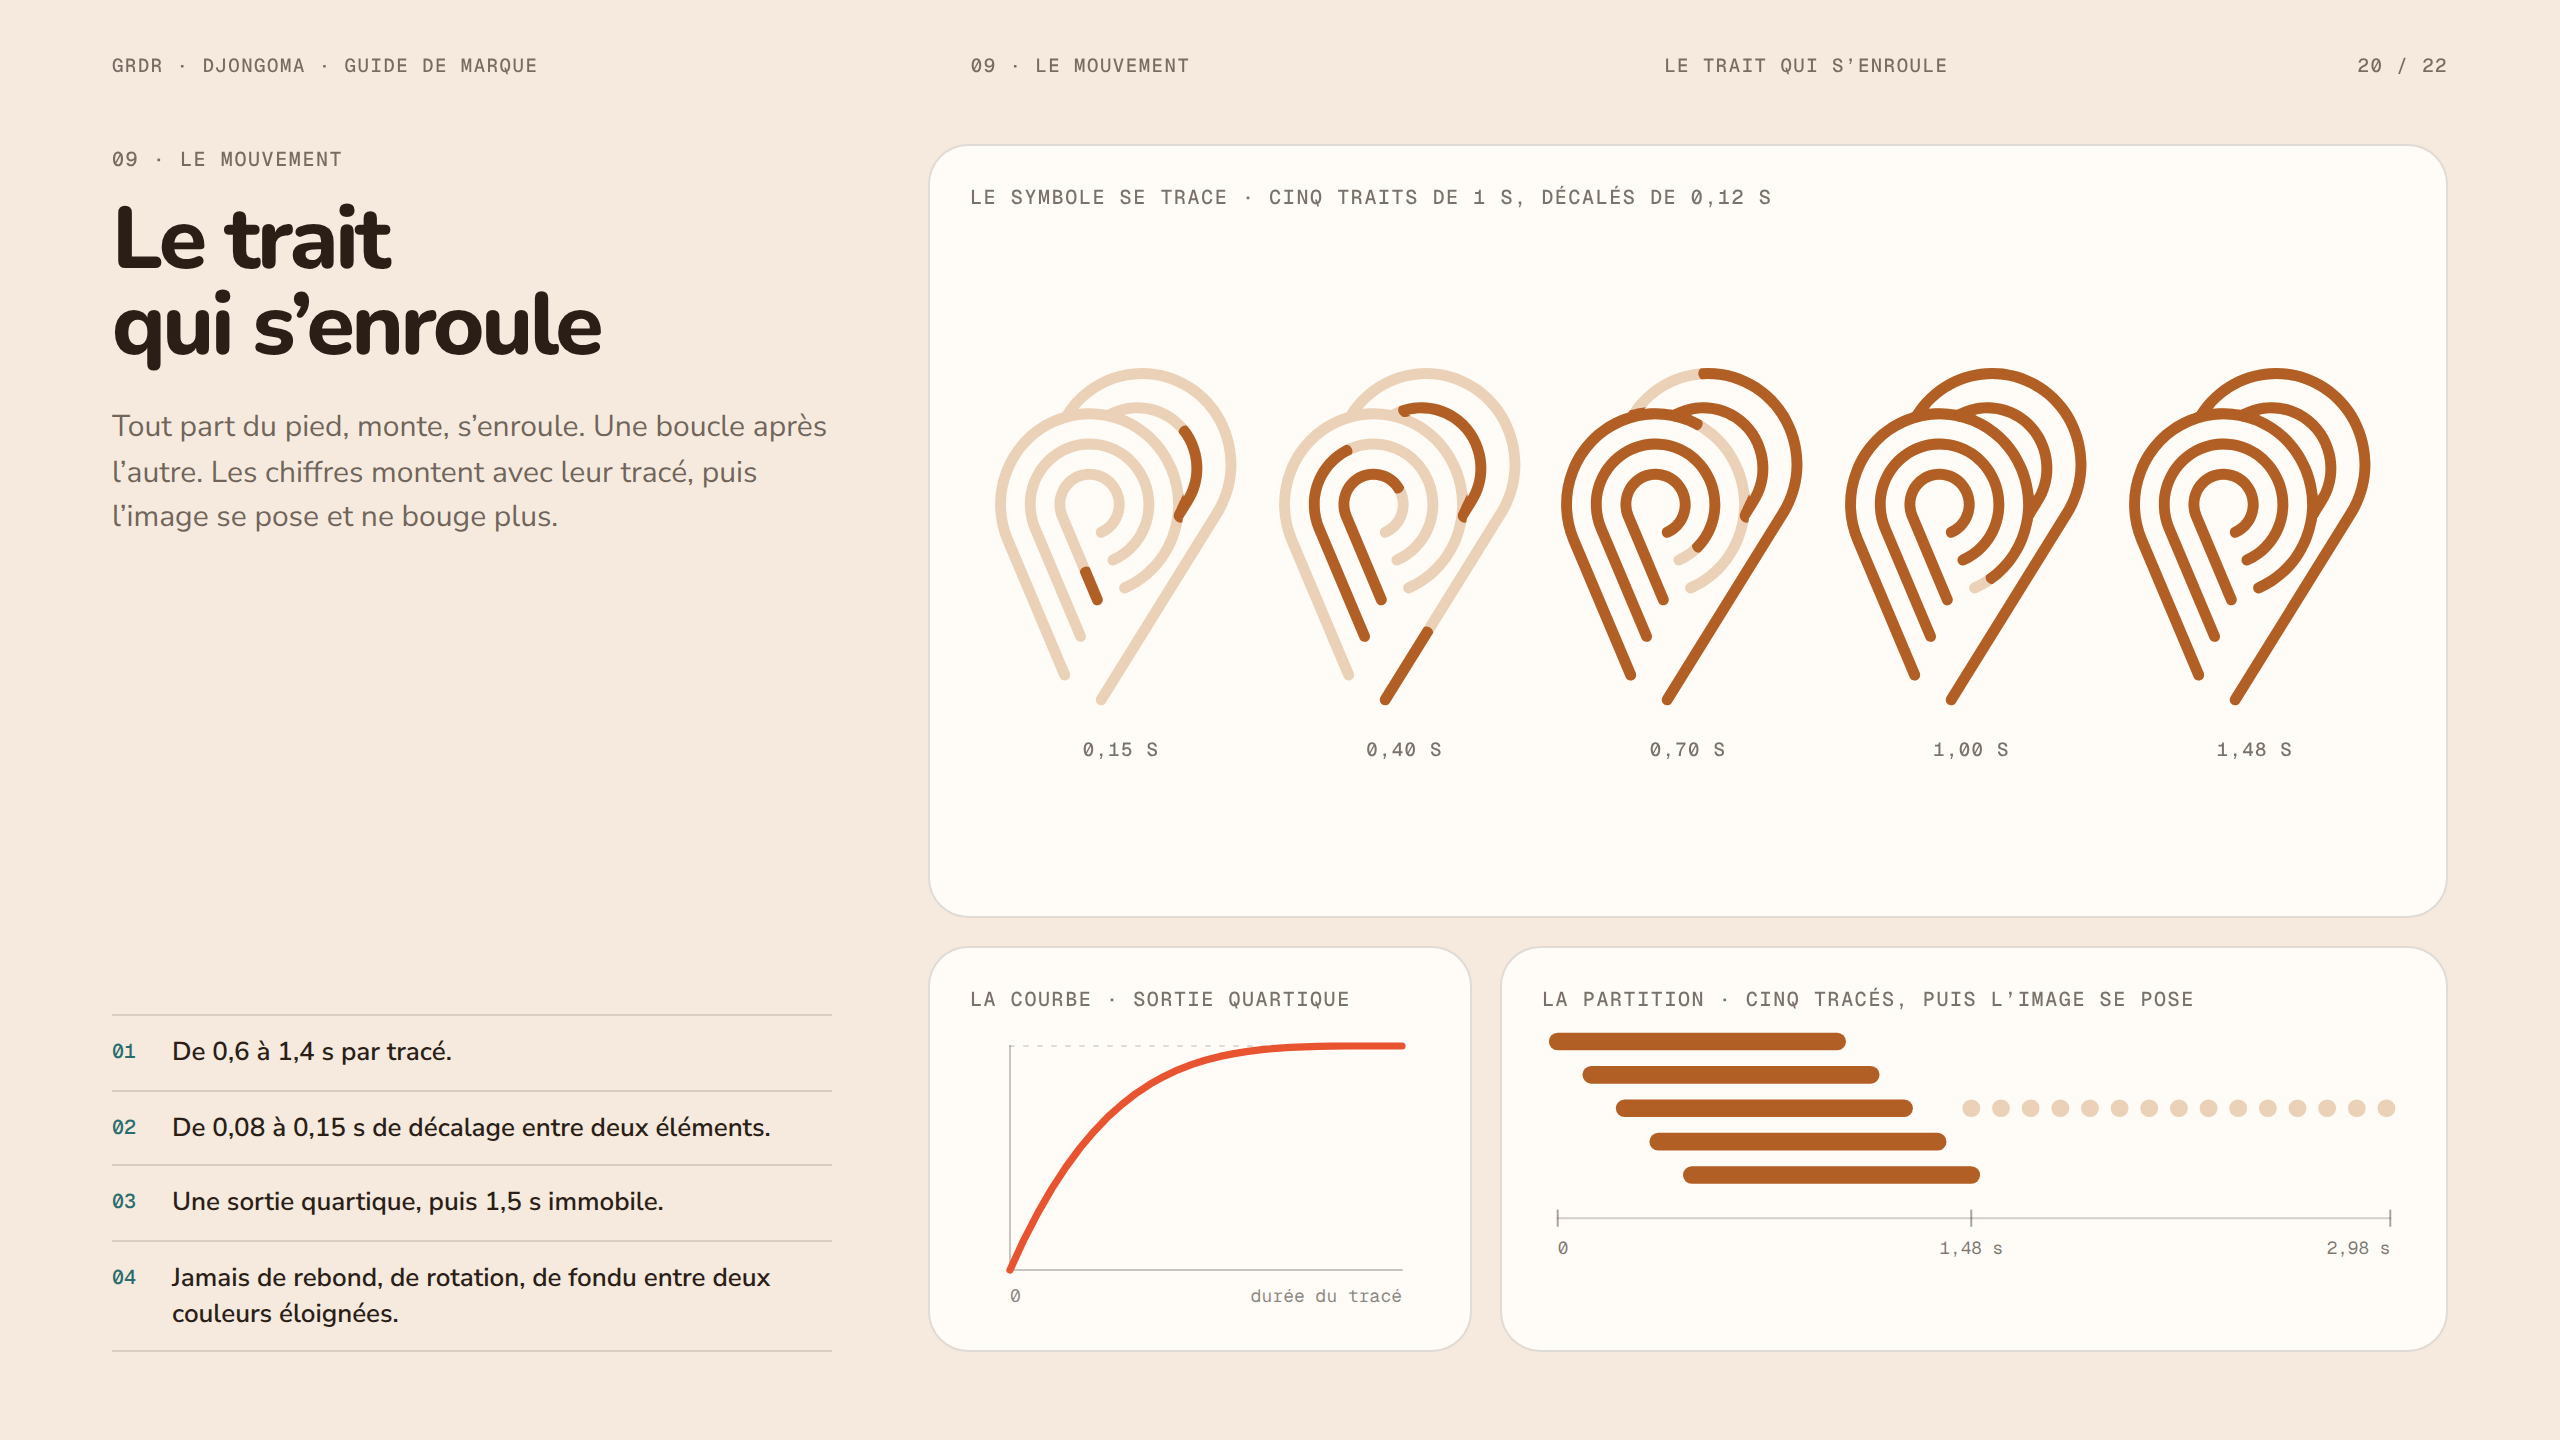 GRDR · DJONGOMA · GUIDE DE MARQUE
09 · LE MOUVEMENT
LE TRAIT QUI S’ENROULE
20 / 22
09 · LE MOUVEMENT
Le trait
qui s’enroule
Tout part du pied, monte, s’enroule. Une boucle après
l’autre. Les chiffres montent avec leur tracé, puis
l’image se pose et ne bouge plus.
01 De 0,6 à 1,4 s par tracé.
02 De 0,08 à 0,15 s de décalage entre deux éléments.
03 Une sortie quartique, puis 1,5 s immobile.
04 Jamais de rebond, de rotation, de fondu entre deux
couleurs éloignées.
LE SYMBOLE SE TRACE · CINQ TRAITS DE 1 S, DÉCALÉS DE 0,12 S
0,15 S
0,40 S
0,70 S
1,00 S
1,48 S
LA COURBE · SORTIE QUARTIQUE
0
durée du tracé
LA PARTITION · CINQ TRACÉS, PUIS L’IMAGE SE POSE
0
1,48 s
2,98 s